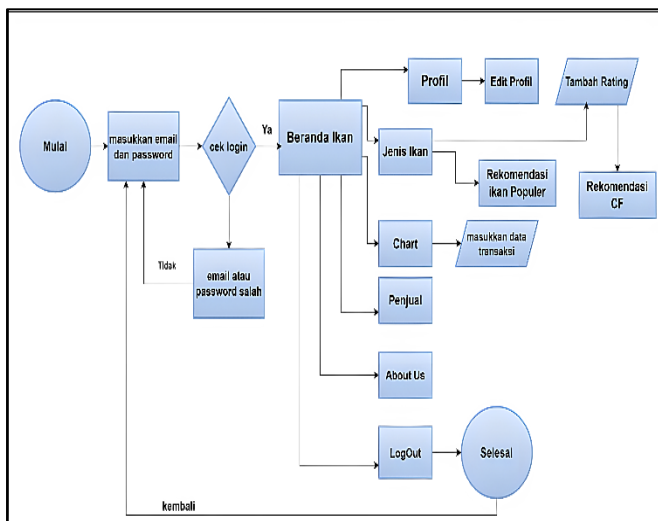 Mulai
masukkan email
dan password
cek login
Ya
Tidak
email atau
password salah
Beranda Ikan
Profil
Edit Profil
Jenis Ikan
Tambah Rating
Rekomendasi
ikan Populer
Rekomendasi
CF
Chart
masukkan data
transaksi
Penjual
About Us
LogOut
Selesai
kembali